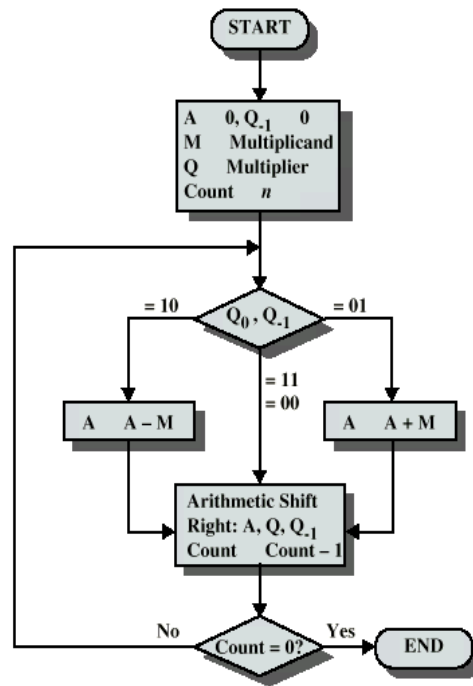 START
A 0, Q-1 0
M Multiplicand
Q Multiplier
Count n
= 10
Q0, Q-1
= 01
= 11
= 00
A A – M
A A + M
Arithmetic Shift
Right: A, Q, Q-1
Count Count – 1
No
Count = 0?
Yes
END